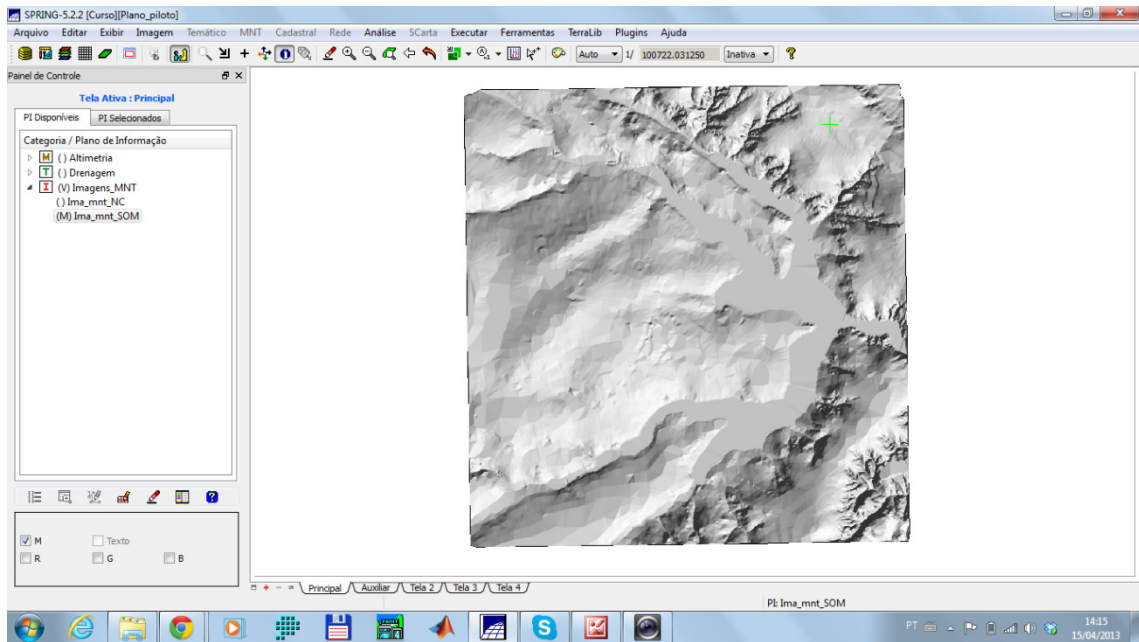 SPRING-5.2.2 [Curso][Plano_piloto]
Arquivo Editar Exibir Imagem Temático MNT Cadastral Rede Análise SCarta Executar Ferramentas TerraLib Plugins Ajuda
Auto 1/ 100722.031250 Inativa
Painel de Controle
Tela Ativa : Principal
PI Disponíveis PI Selecionados
Categoria / Plano de Informação
M () Altimetria
T () Drenagem
I (V) Imagens_MNT
() Ima_mnt_NC
(M) Ima_mnt_SOM
M Texto
R G B
Principal Auxiliar Tela 2 Tela 3 Tela 4
PI: Ima_mnt_SOM
PT 14:15
15/04/2013